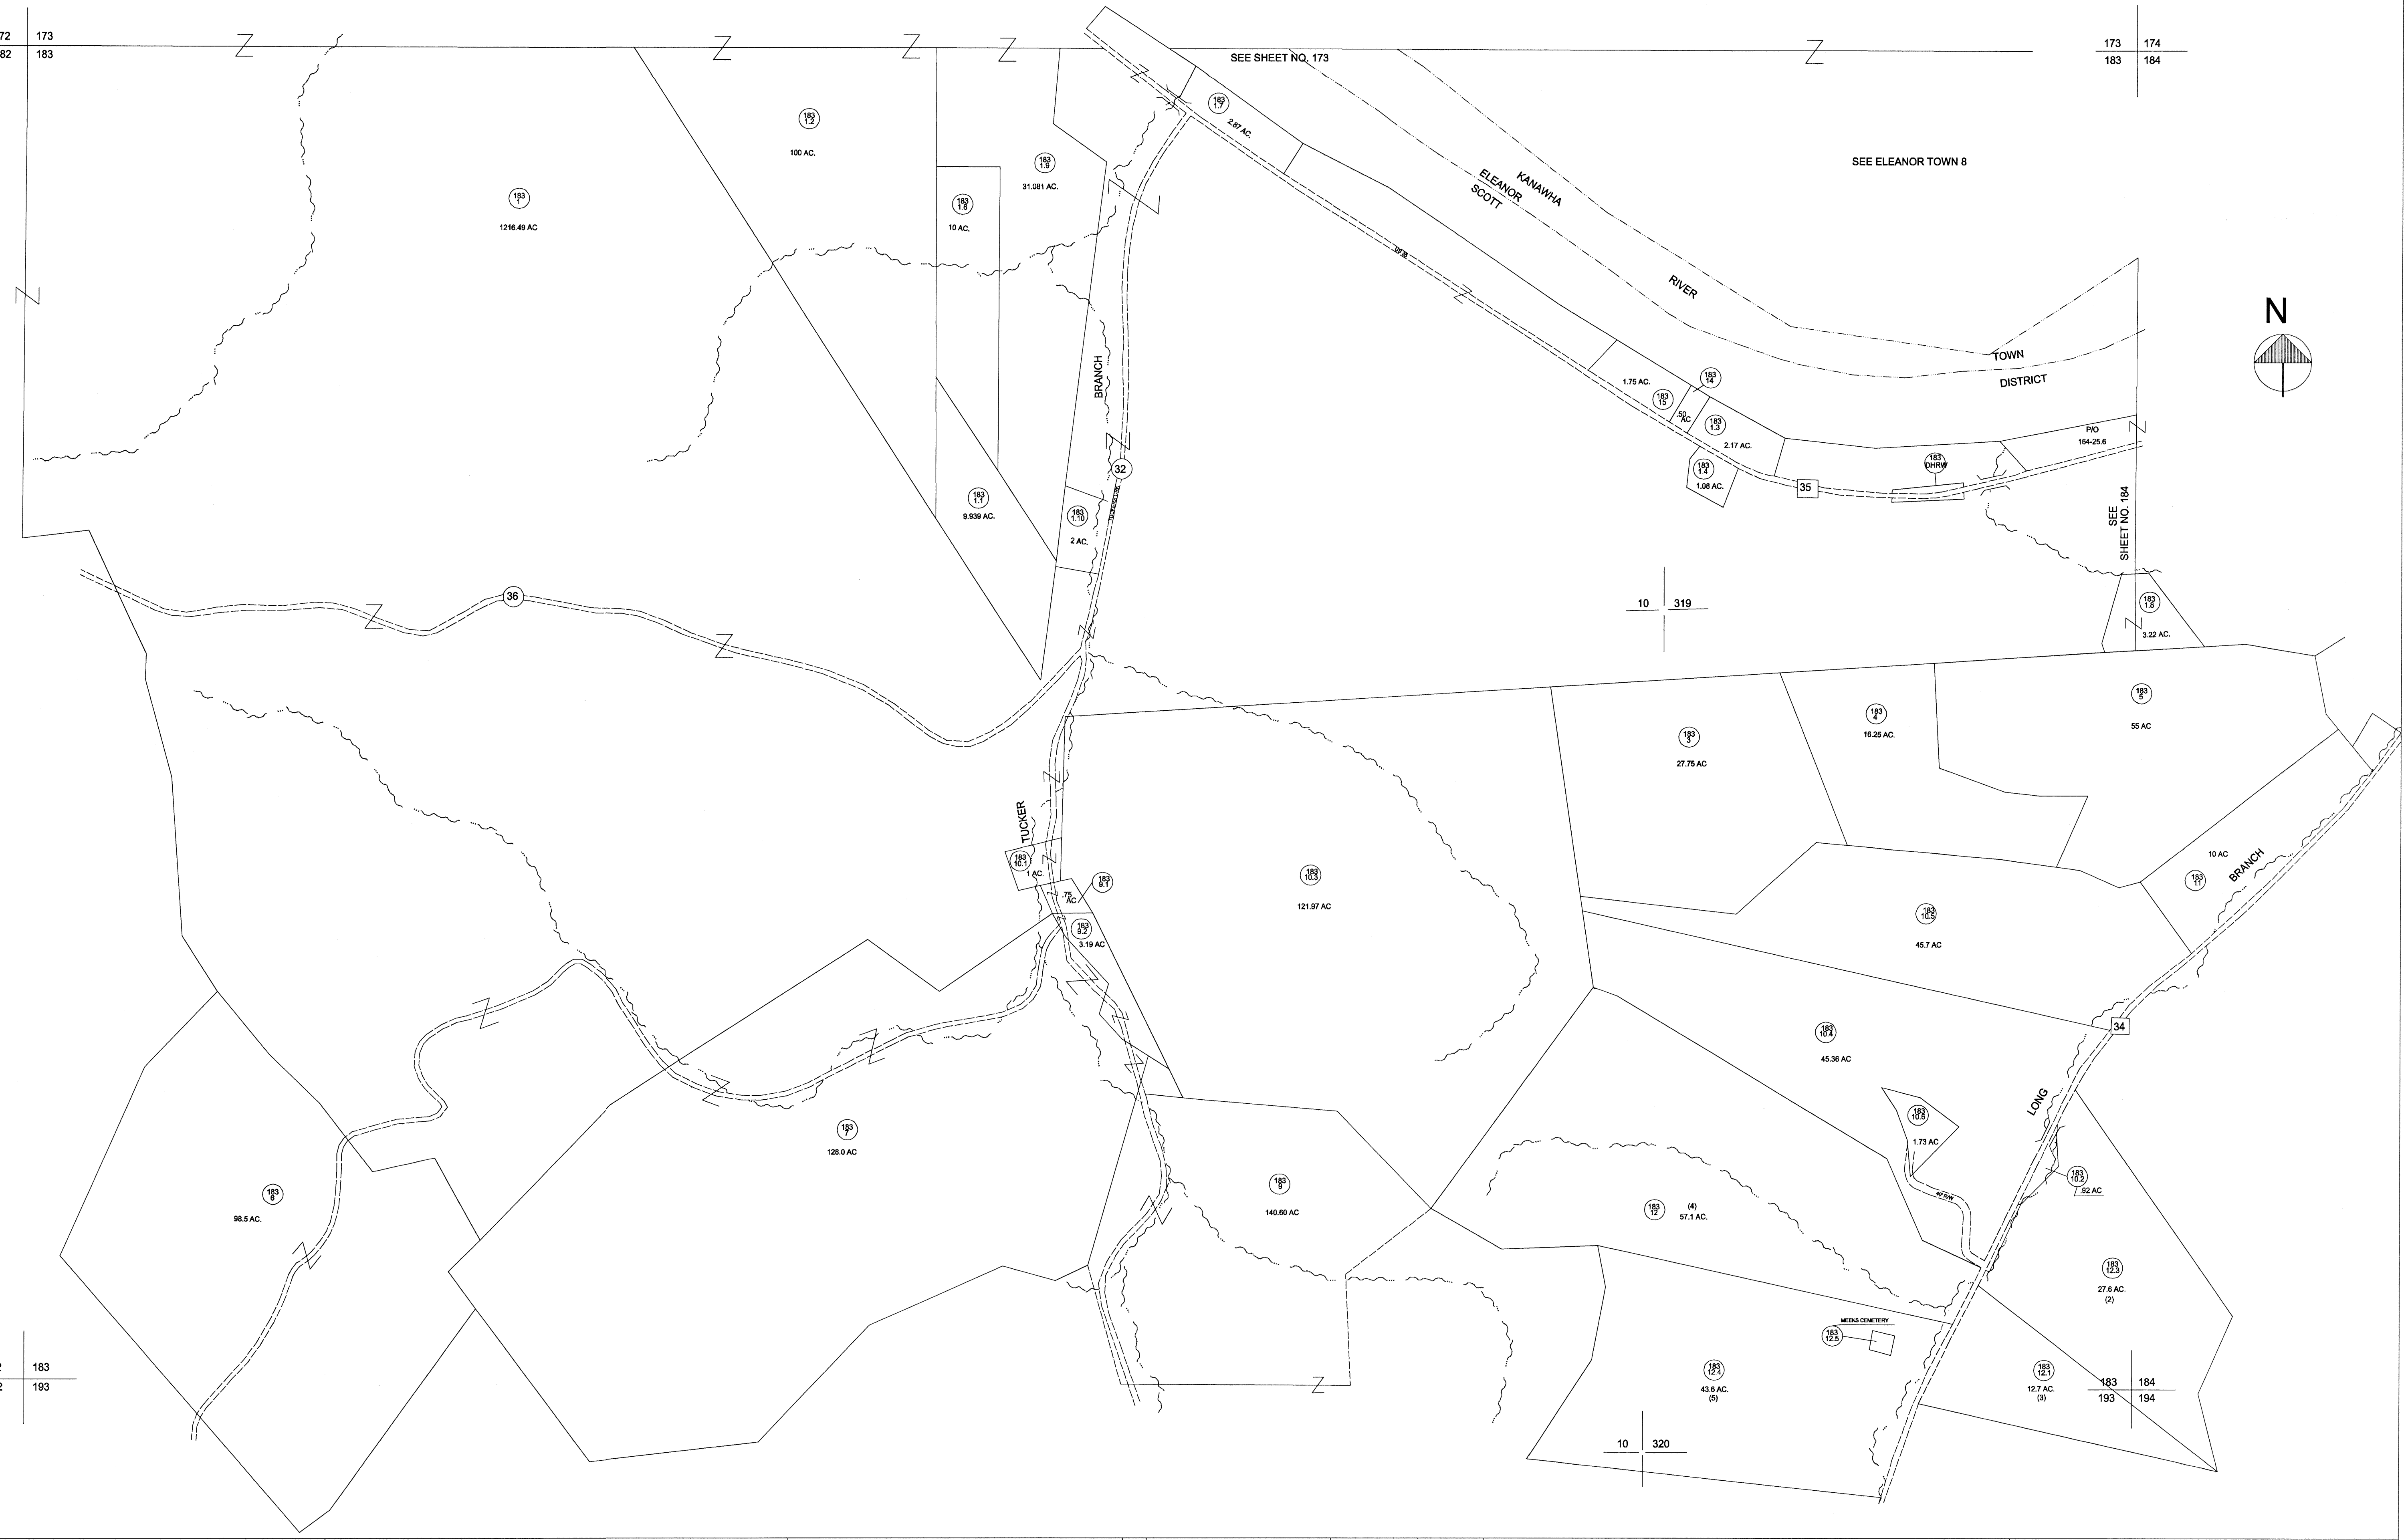 72 173
82 183
SEE SHEET NO. 173
173 174
183 184
183
1.7
2.87 AC.
183
1.2
100 AC.
183
1.9
31.081 AC.
SEE ELEANOR TOWN 8
183
1
1216.49 AC
183
1.6
10 AC.
KANAWHA
ELEANOR
SCOTT
US 35
RIVER
N
BRANCH
TOWN
DISTRICT
183
14
1.75 AC.
183
15
.50
AC
183
1.3
2.17 AC.
P/O
164-25.6
183
DHRW
183
1.4
1.08 AC.
35
32
183
1.1
9.939 AC.
183
1.10
2 AC.
SEE
SHEET NO. 184
36
10 319
183
1.8
3.22 AC.
183
5
55 AC
183
4
16.25 AC.
183
3
27.75 AC
TUCKER
183
10.1
1 AC.
183
9.1
.75
AC
183
10.3
121.97 AC
10 AC
BRANCH
183
11
183
9.2
3.19 AC
183
10.5
45.7 AC
34
183
10.4
45.36 AC
LONG
183
10.6
1.73 AC
183
7
128.0 AC
183
10.2
.92 AC
183
9
140.60 AC
183
6
98.5 AC.
40' R/W
183
12
(4)
57.1 AC.
183
12.3
27.6 AC.
(2)
MEEKS CEMETERY
183
12.5
183
12.4
43.6 AC.
(5)
183
12.1
12.7 AC.
(3)
183 184
193 194
2 183
2 193
10 320